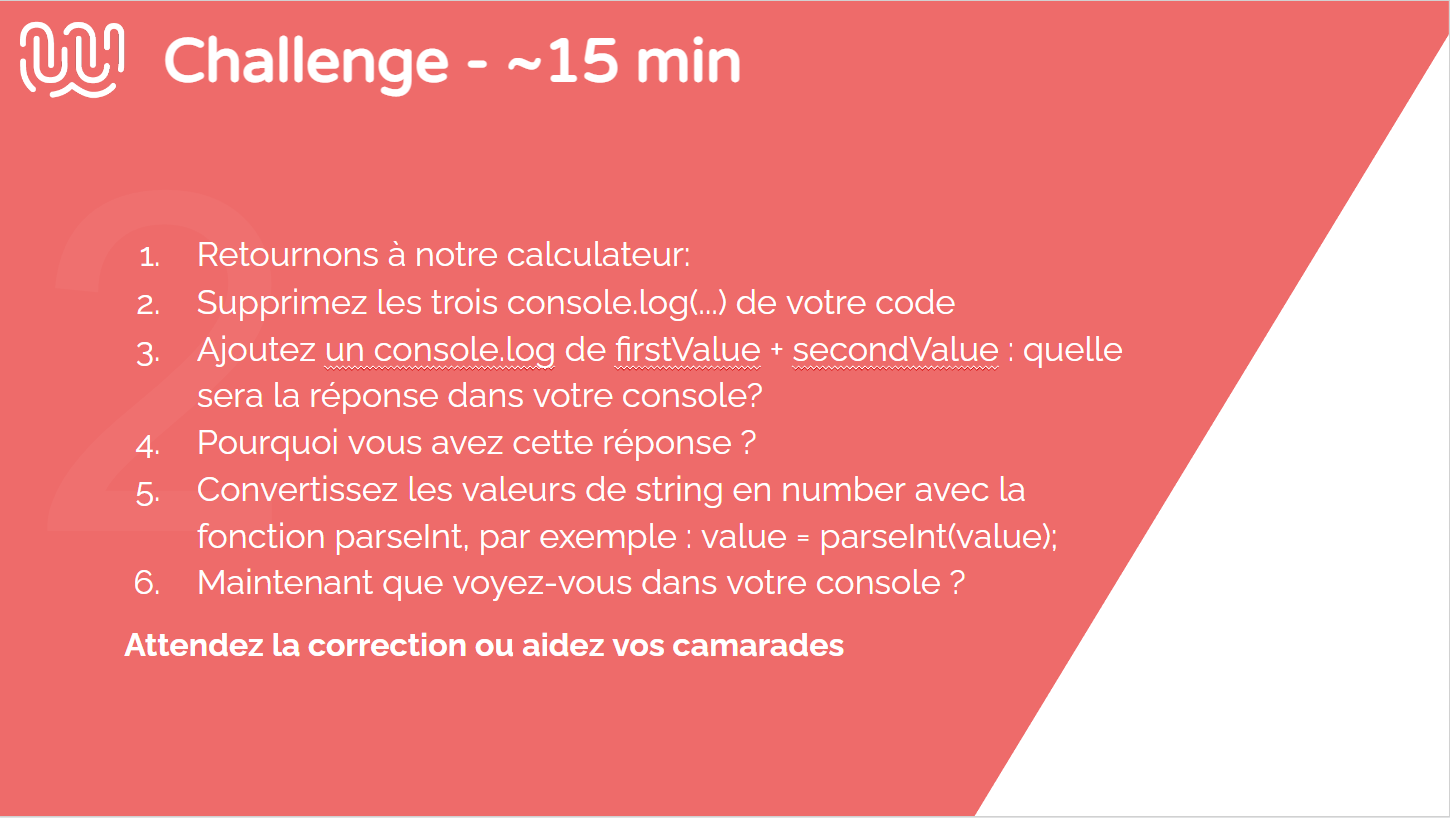 Challenge - ~15 min
2
1. Retournons à notre calculateur:
2. Supprimez les trois console.log(...) de votre code
3. Ajoutez un console.log de firstValue + secondValue : quelle
sera la réponse dans votre console?
4. Pourquoi vous avez cette réponse ?
5. Convertissez les valeurs de string en number avec la
fonction parseInt, par exemple : value = parseInt(value);
6. Maintenant que voyez-vous dans votre console ?
Attendez la correction ou aidez vos camarades